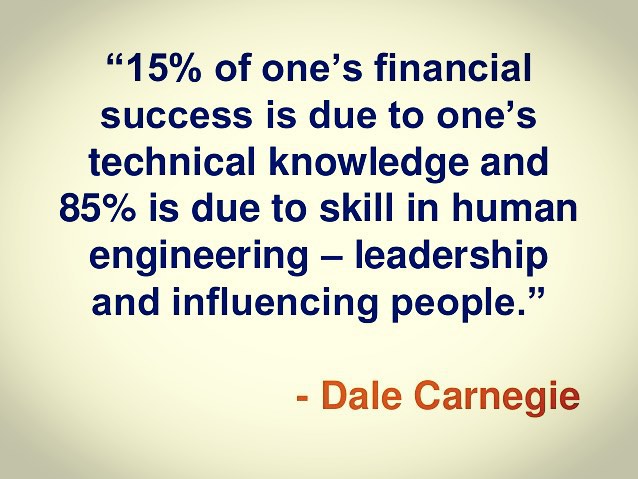 “15% of one’s financial
success is due to one’s
technical knowledge and
85% is due to skill in human
engineering – leadership
and influencing people.”
- Dale Carnegie